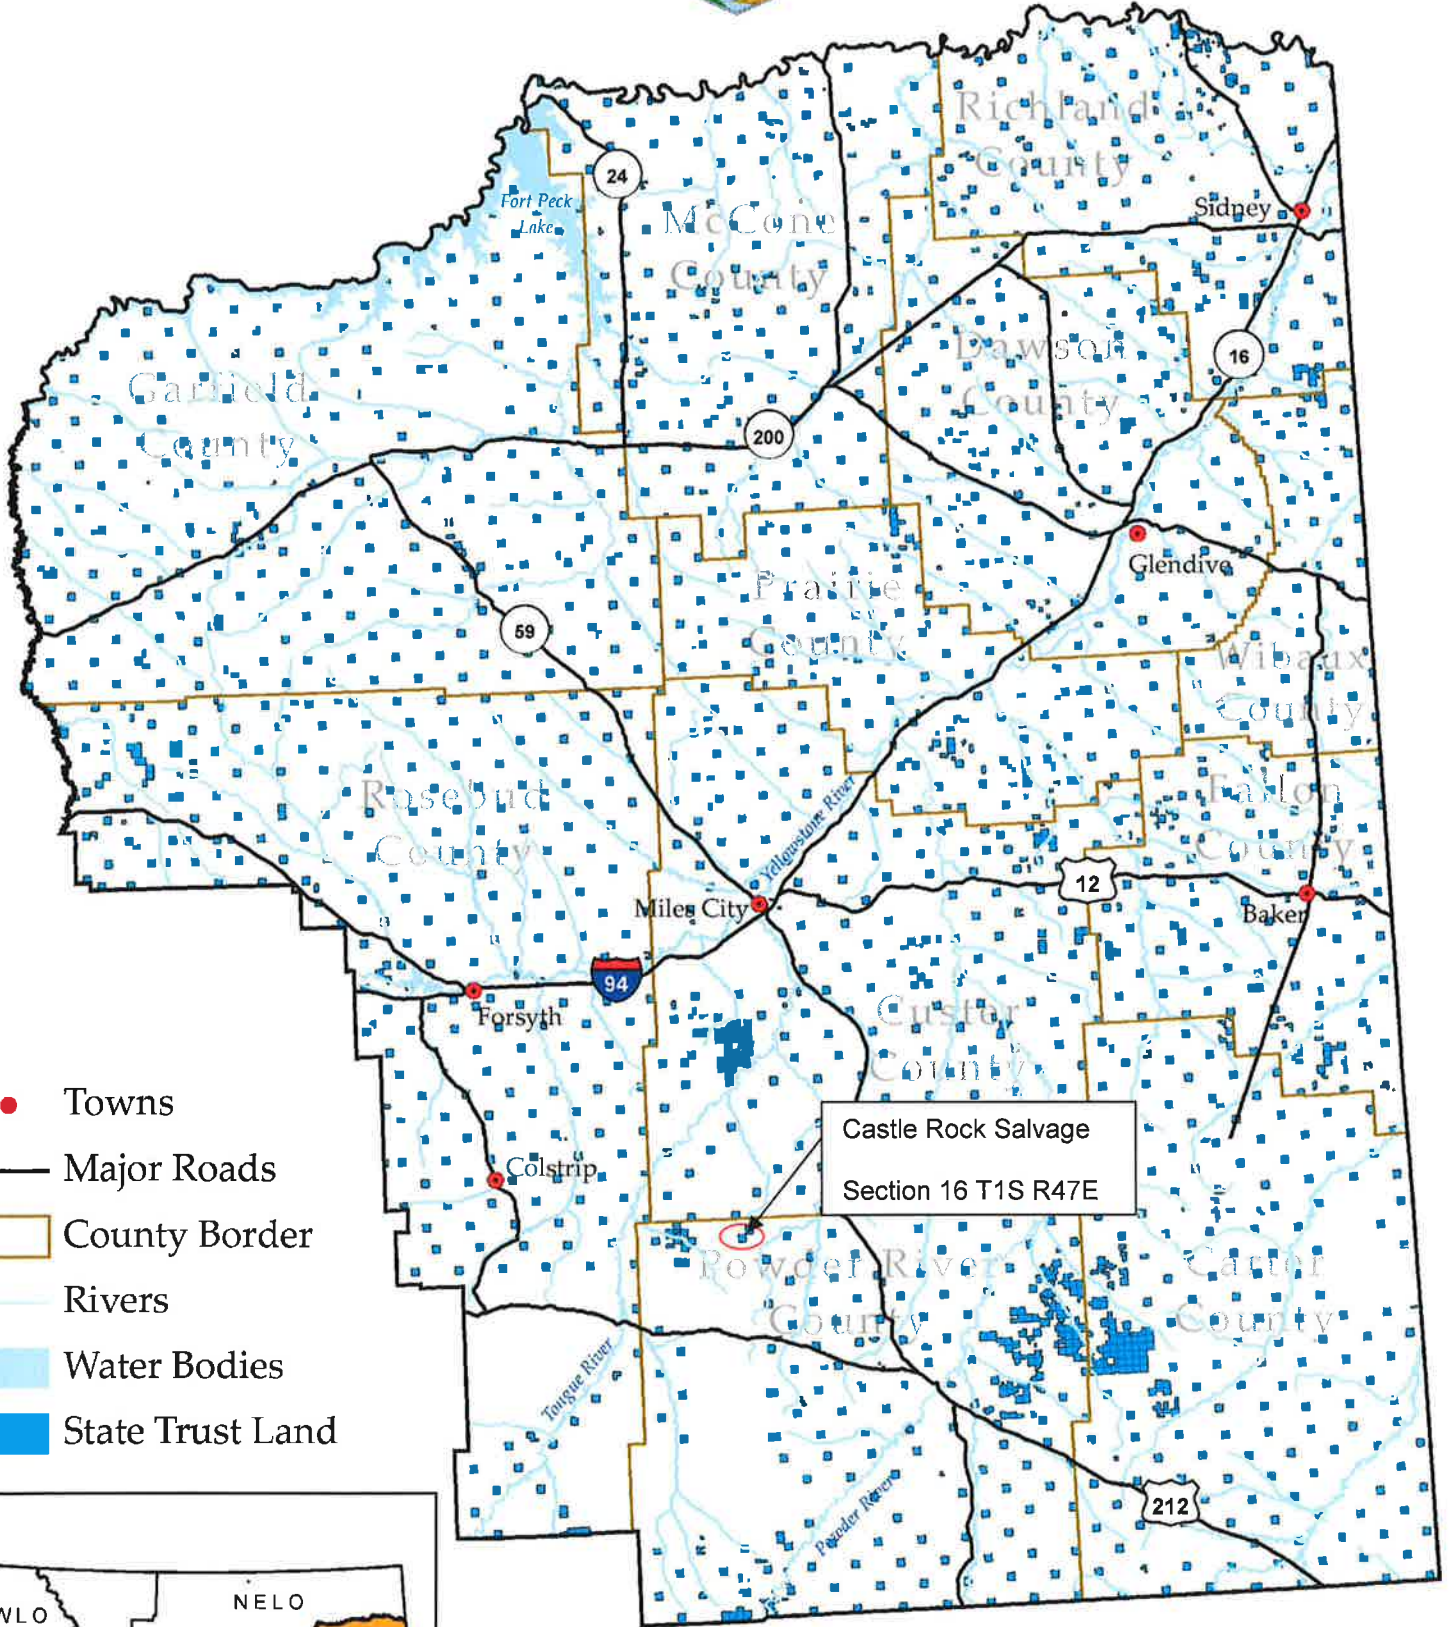 Richland
County
24
Fort Peck
Lake
McCone
County
Sidney
Dawson
County
16
Garfield
County
200
Glendive
Prairie
County
59
Wibaux
County
Rosebud
County
Yellowstone River
Fallon
County
12
Miles City
Baker
94
Forsyth
Custer
County
Towns
Castle Rock Salvage
Section 16 T1S R47E
Major Roads
Colstrip
County Border
Powder River
County
Carter
County
Rivers
Water Bodies
Tongue River
State Trust Land
Powder River
212
NELO
WLO